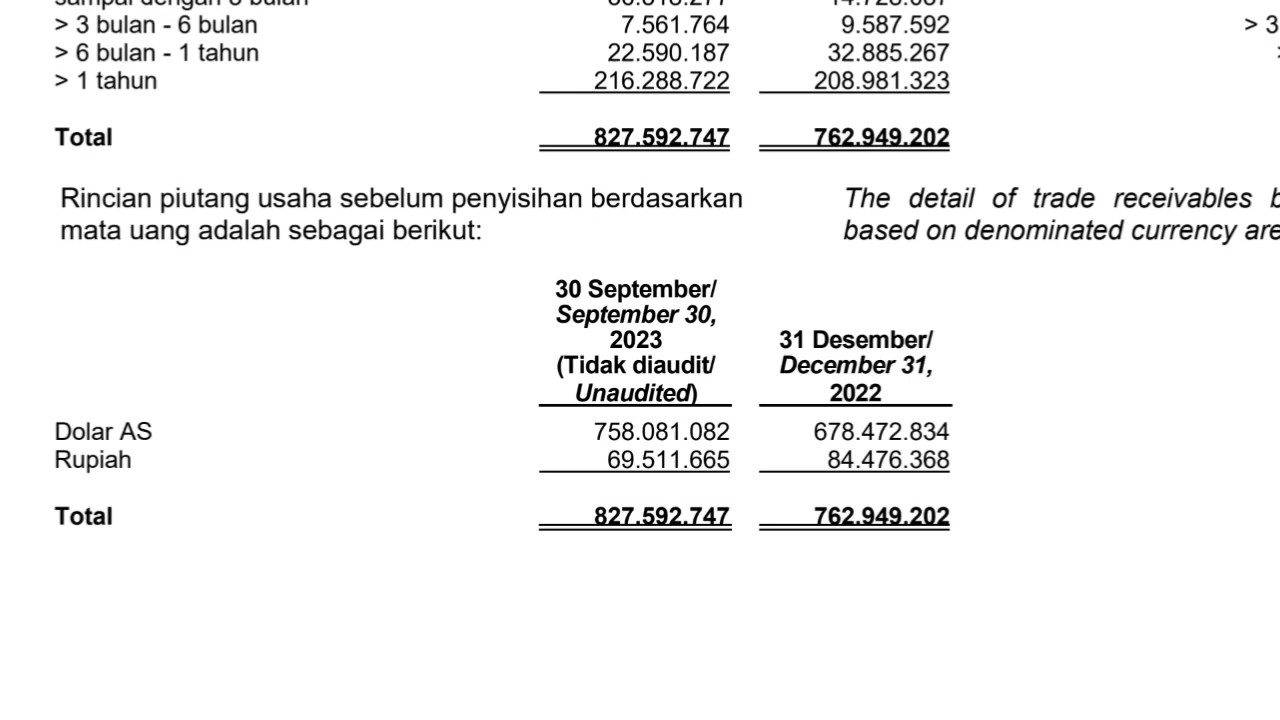 > 3 bulan - 6 bulan 7.561.764 9.587.592 > 3
> 6 bulan - 1 tahun 22.590.187 32.885.267
> 1 tahun 216.288.722 208.981.323
Total 827.592.747 762.949.202
Rincian piutang usaha sebelum penyisihan berdasarkan
mata uang adalah sebagai berikut:
The detail of trade receivables
based on denominated currency are
30 September/
September 30,
2023
(Tidak diaudit/
Unaudited)
31 Desember/
December 31,
2022
Dolar AS 758.081.082 678.472.834
Rupiah 69.511.665 84.476.368
Total 827.592.747 762.949.202